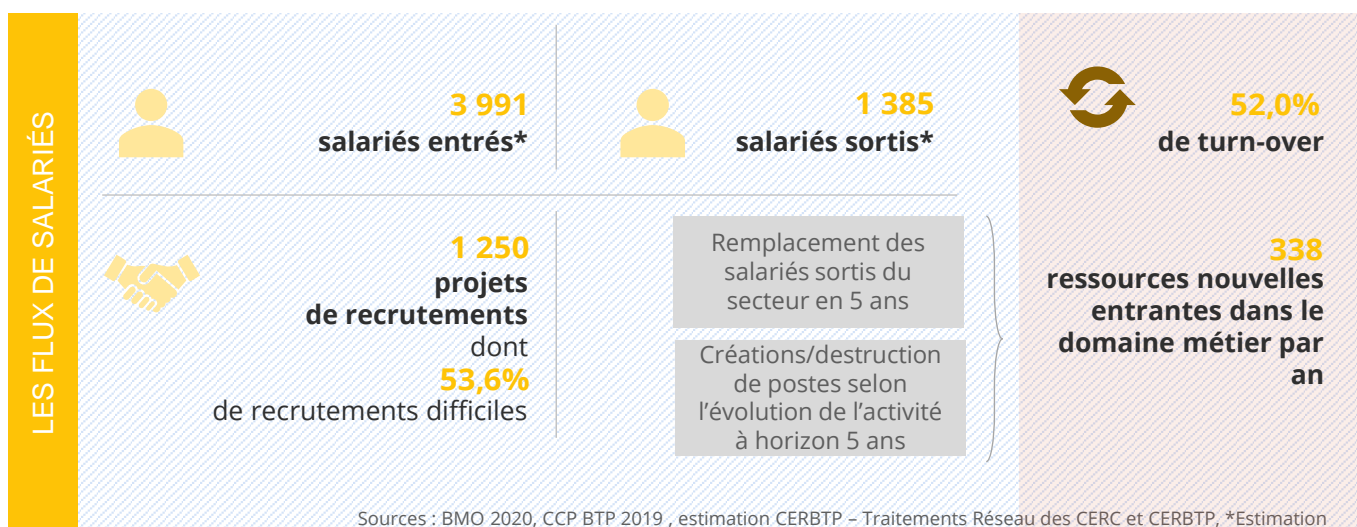 LES FLUX DE SALARIÉS
3 991
salariés entrés*
1 385
salariés sortis*
52,0%
de turn-over
1 250
projets
de recrutements
dont
53,6%
de recrutements difficiles
Remplacement des
salariés sortis du
secteur en 5 ans
Créations/destruction
de postes selon
l’évolution de l’activité
à horizon 5 ans
338
ressources nouvelles
entrantes dans le
domaine métier par
an
Sources : BMO 2020, CCP BTP 2019 , estimation CERBTP – Traitements Réseau des CERC et CERBTP, *Estimation